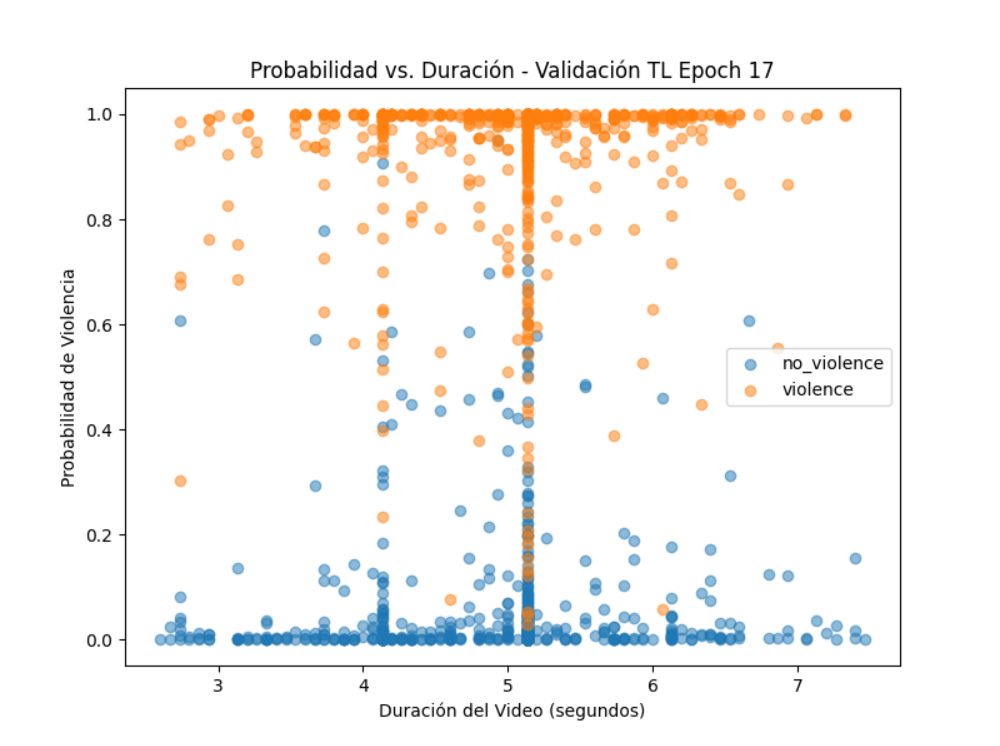 Probabilidad vs. Duración - Validación TL Epoch 17
Probabilidad de Violencia
1.0
0.8
0.6
0.4
0.2
0.0
no_violence
violence
3 4 5 6 7
Duración del Video (segundos)